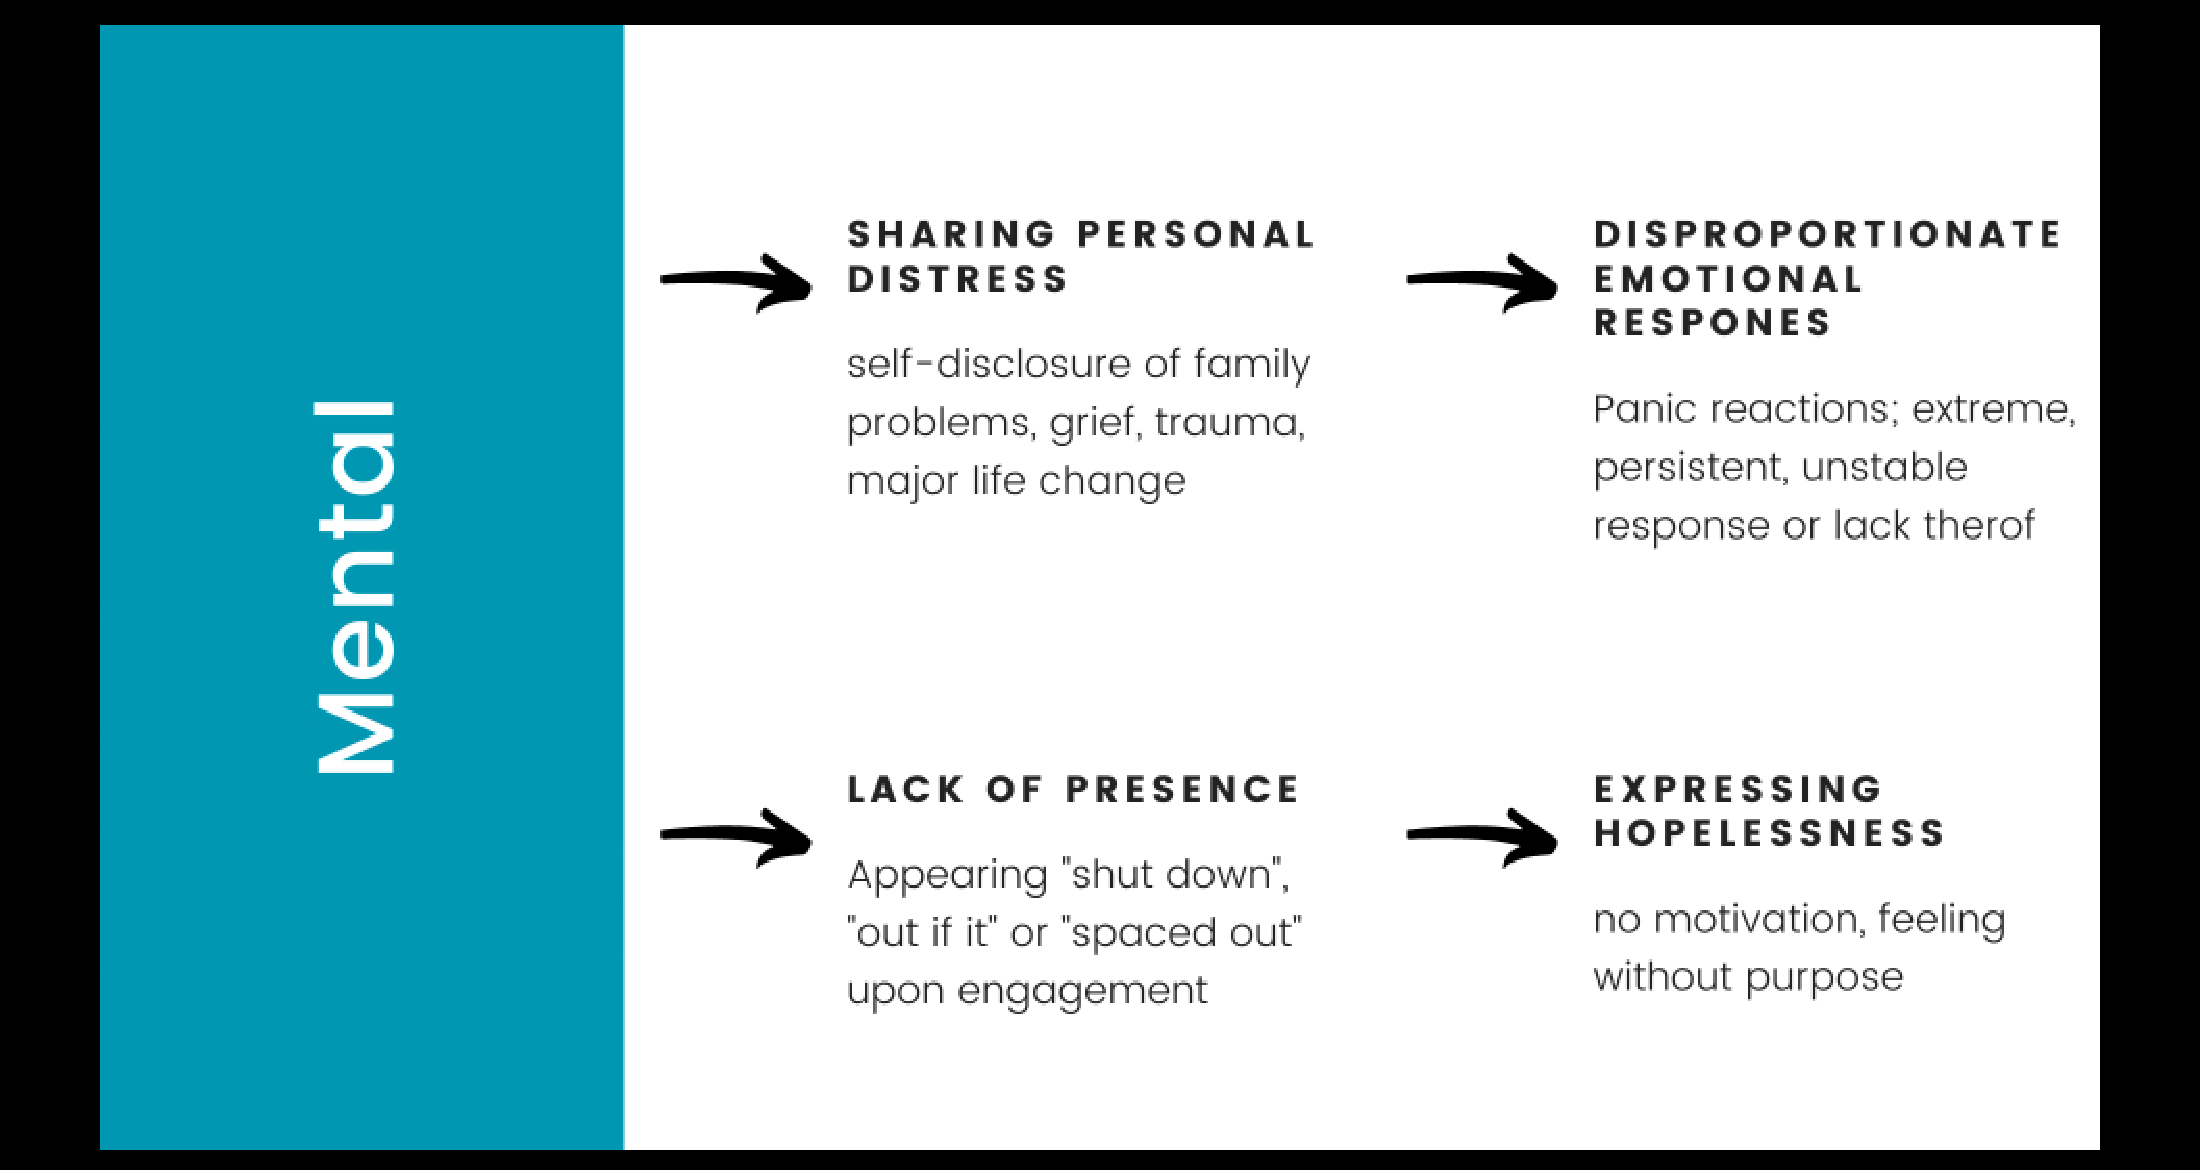 Mental
SHARING PERSONAL
DISTRESS
self-disclosure of family
problems, grief, trauma,
major life change
DISPROPORTIONATE
EMOTIONAL
RESPONES
Panic reactions; extreme,
persistent, unstable
response or lack therof
LACK OF PRESENCE
Appearing "shut down",
"out if it" or "spaced out"
upon engagement
EXPRESSING
HOPELESSNESS
no motivation, feeling
without purpose